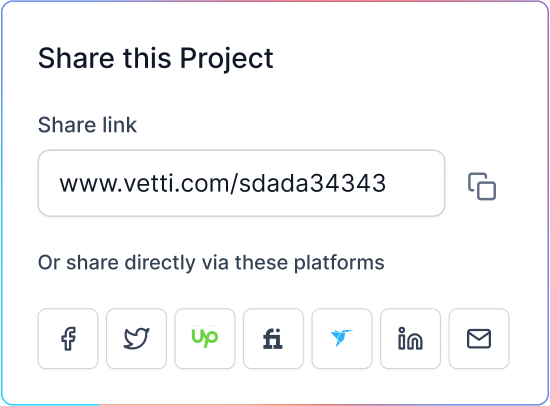 Share this Project
Share link
www.vetti.com/sdada34343
Or share directly via these platforms
up fi in